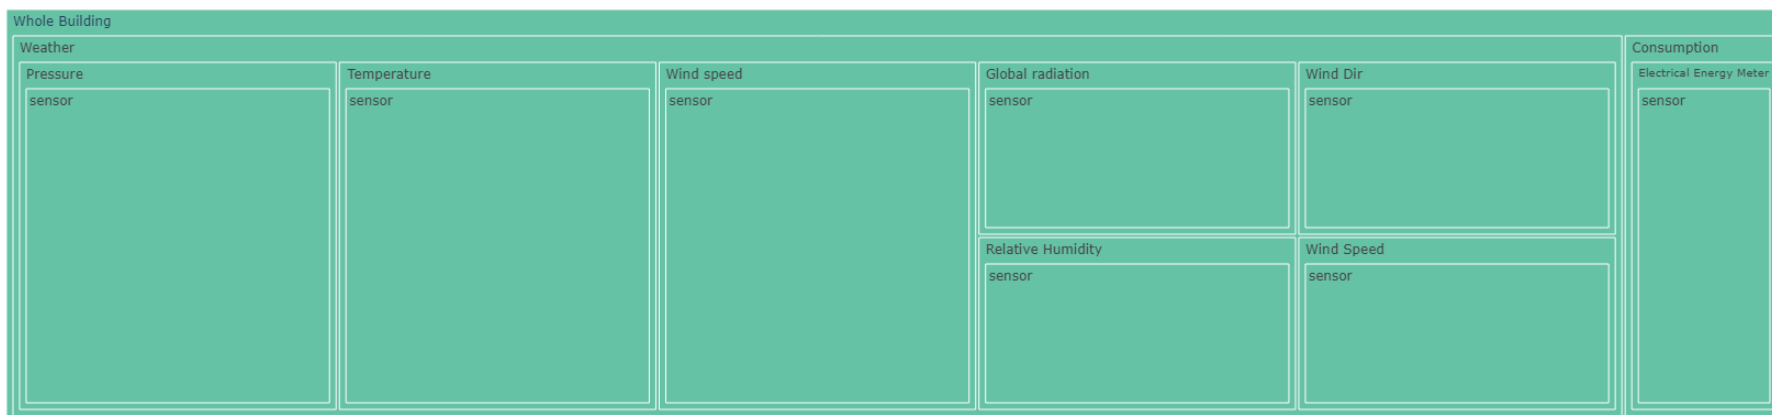 Whole Building
Weather
Consumption
Pressure
Temperature
Wind speed
Global radiation
Wind Dir
Electrical Energy Meter
sensor
sensor
sensor
sensor
sensor
sensor
Relative Humidity
Wind Speed
sensor
sensor